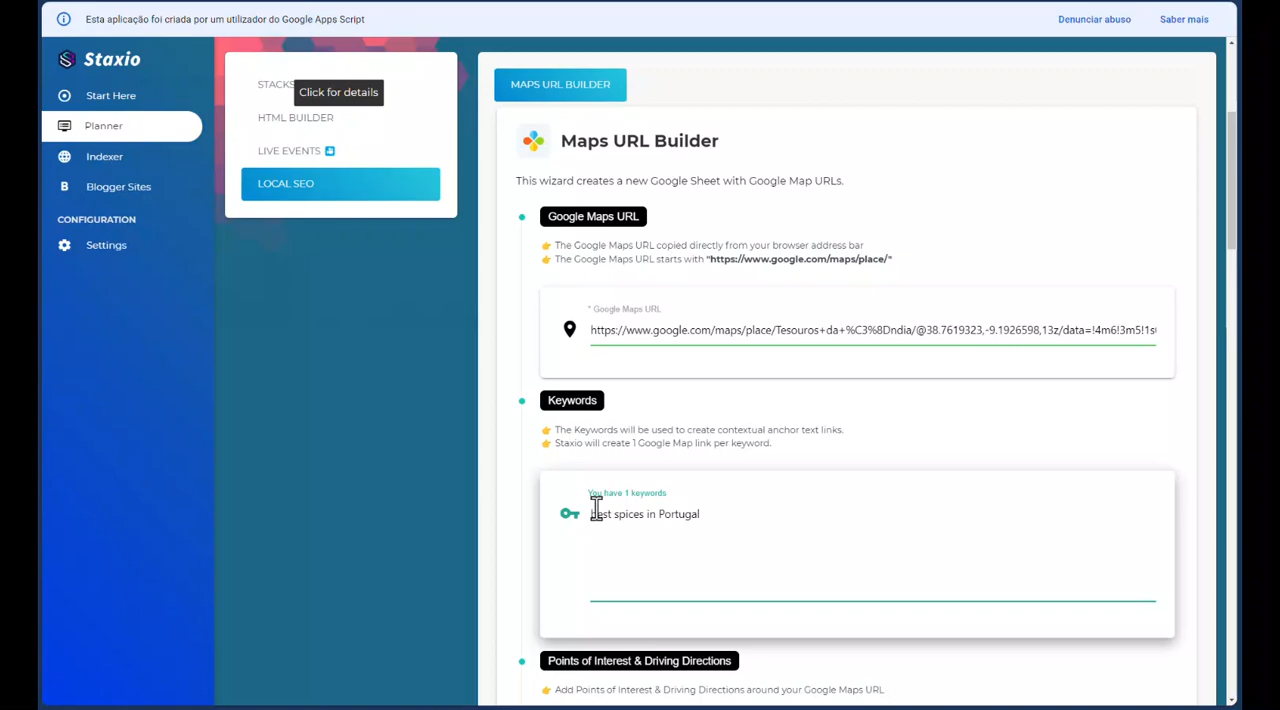 Esta aplicação foi criada por um utilizador do Google Apps Script
Denunciar abuso
Saber mais
Staxio
Start Here
Planner
Indexer
B Blogger Sites
CONFIGURATION
Settings
STACKS
Click for details
HTML BUILDER
LIVE EVENTS
LOCAL SEO
MAPS URL BUILDER
Maps URL Builder
This wizard creates a new Google Sheet with Google Map URLs.
Google Maps URL
The Google Maps URL copied directly from your browser address bar
The Google Maps URL starts with "https://www.google.com/maps/place/"
* Google Maps URL
https://www.google.com/maps/place/Tesouros+da+%C3%8Dndia/@38.7619323,-9.1926598,13z/data=!4m6!3m5!1s
Keywords
The Keywords will be used to create contextual anchor text links.
Staxio will create 1 Google Map link per keyword.
You have 1 keywords
best spices in Portugal
Points of Interest & Driving Directions
Add Points of Interest & Driving Directions around your Google Maps URL